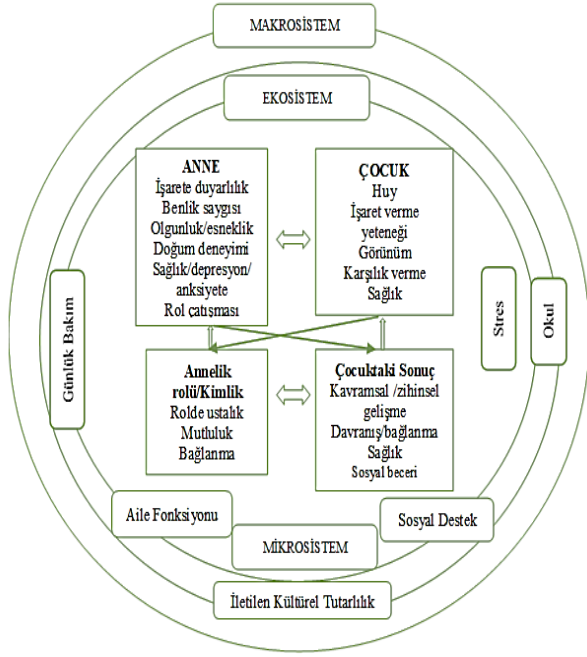 MAKROSİSTEM
EKOSİSTEM
ANNE
İşarete duyarlılık
Benlik saygısı
Olgunluk/esneklik
Doğum deneyimi
Sağlık/depresyon/
anksiyete
Rol çatışması
ÇOCUK
Huy
İşaret verme
yeteneği
Görünüm
Karşılık verme
Sağlık
Günlük Bakım
Stres
Okul
Annelik
rolü/Kimlik
Rolde ustalık
Mutluluk
Bağlanma
Çocuktaki Sonuç
Kavramsal /zihinsel
gelişme
Davranış/bağlanma
Sağlık
Sosyal beceri
Aile Fonksiyonu
Sosyal Destek
MİKROSİSTEM
İletilen Kültürel Tutarlılık